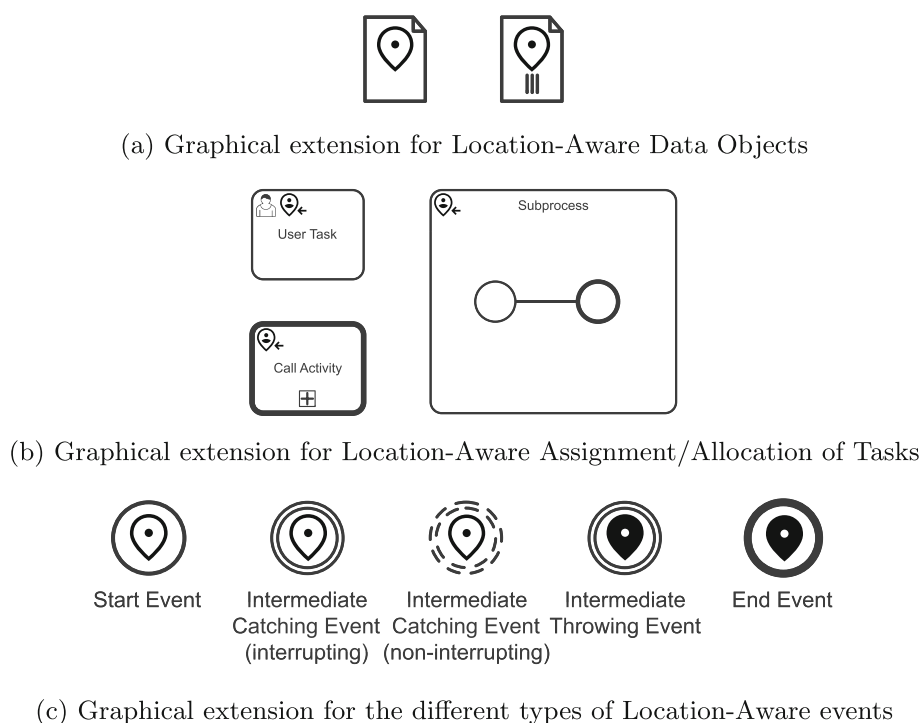 (a) Graphical extension for Location-Aware Data Objects
User Task
Subprocess
Call Activity
(b) Graphical extension for Location-Aware Assignment/Allocation of Tasks
Start Event
Intermediate
Catching Event
(interrupting)
Intermediate
Catching Event
(non-interrupting)
Intermediate
Throwing Event
End Event
(c) Graphical extension for the different types of Location-Aware events